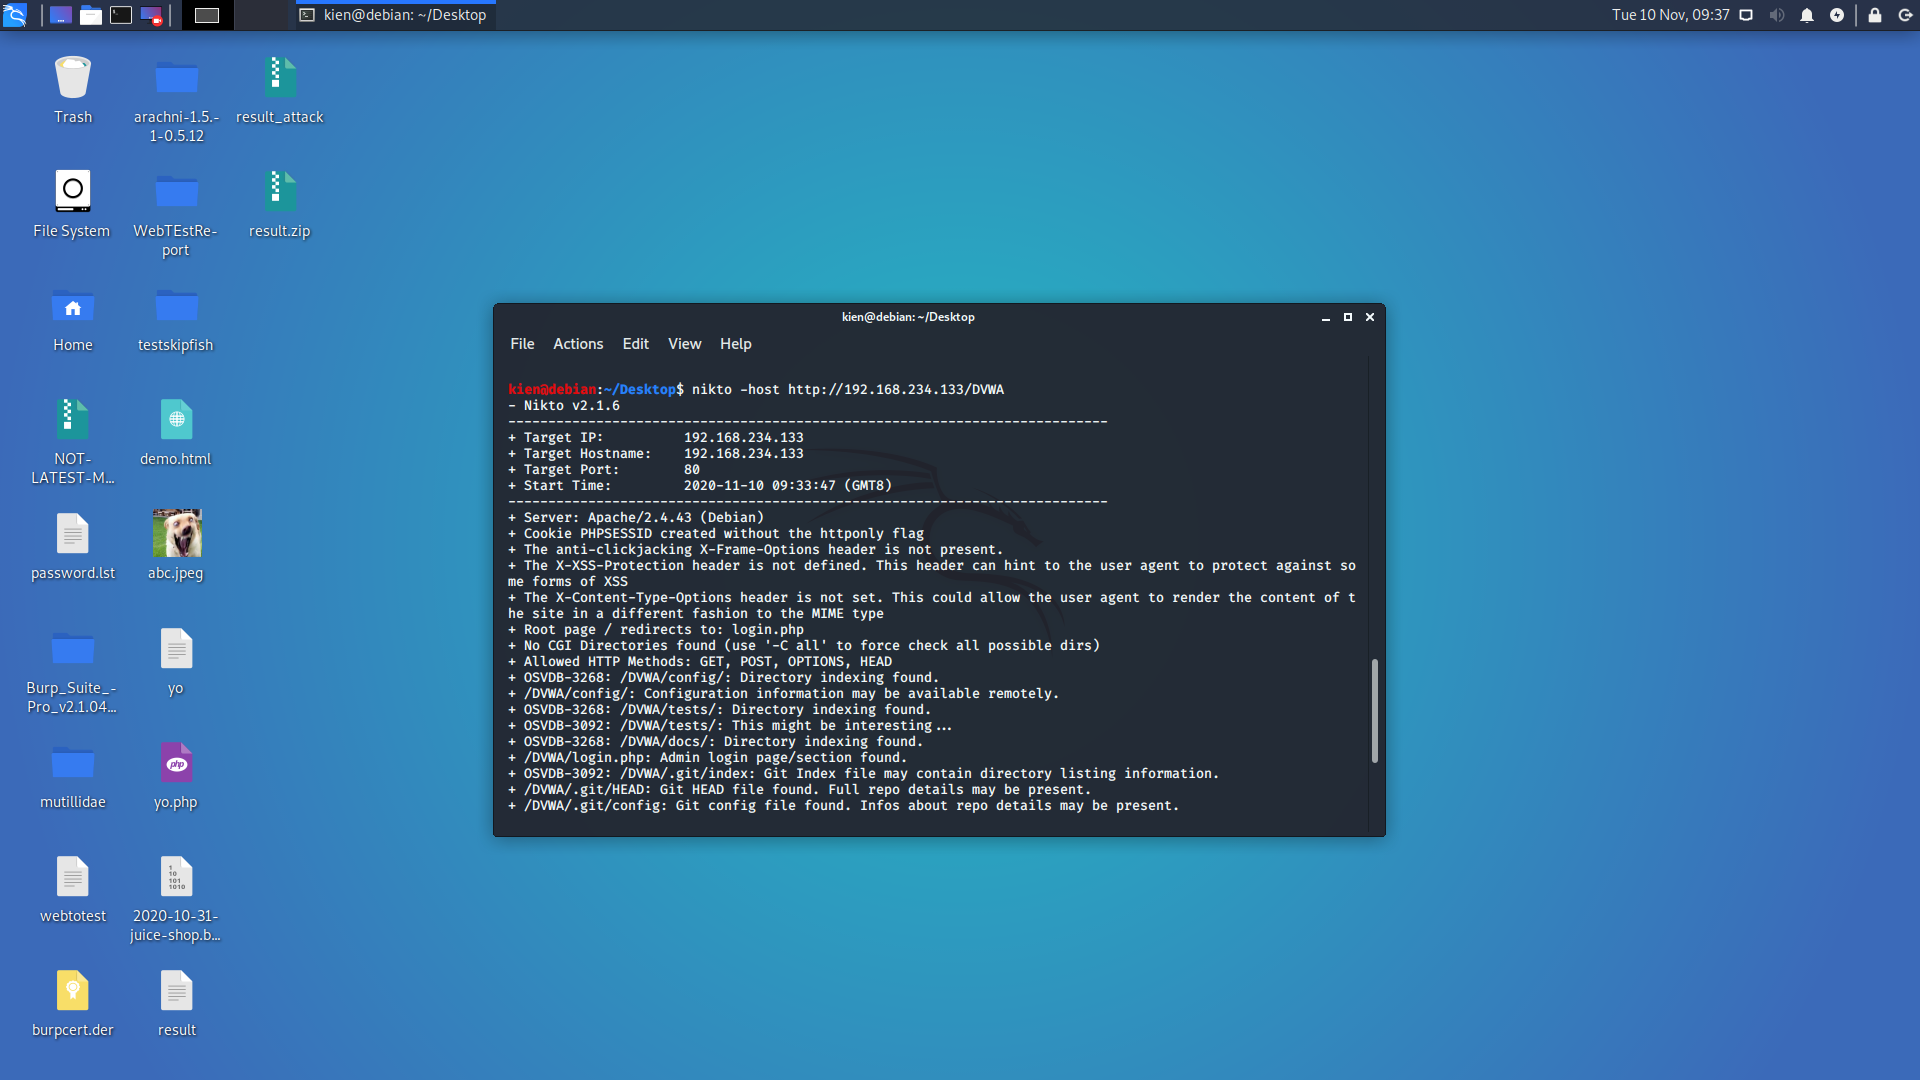 kien@debian: ~/Desktop
Tue 10 Nov, 09:37
Trash
arachni-1.5.-
1-0.5.12
result_attack
File System
WebTEstRe-
port
result.zip
Home
testskipfish
NOT-
LATEST-M...
demo.html
password.lst
abc.jpeg
Burp_Suite_-
Pro_v2.1.04...
yo
mutillidae
yo.php
php
webtotest
1
10
101
1010
2020-10-31-
juice-shop.b...
burpcert.der
result
kien@debian: ~/Desktop
File Actions Edit View Help
kien@debian:~/Desktop$ nikto -host http://192.168.234.133/DVWA
- Nikto v2.1.6
---------------------------------------------------------------------------
+ Target IP:          192.168.234.133
+ Target Hostname:    192.168.234.133
+ Target Port:        80
+ Start Time:         2020-11-10 09:33:47 (GMT8)
---------------------------------------------------------------------------
+ Server: Apache/2.4.43 (Debian)
+ Cookie PHPSESSID created without the httponly flag
+ The anti-clickjacking X-Frame-Options header is not present.
+ The X-XSS-Protection header is not defined. This header can hint to the user agent to protect against so
me forms of XSS
+ The X-Content-Type-Options header is not set. This could allow the user agent to render the content of t
he site in a different fashion to the MIME type
+ Root page / redirects to: login.php
+ No CGI Directories found (use '-C all' to force check all possible dirs)
+ Allowed HTTP Methods: GET, POST, OPTIONS, HEAD
+ OSVDB-3268: /DVWA/config/: Directory indexing found.
+ /DVWA/config/: Configuration information may be available remotely.
+ OSVDB-3268: /DVWA/tests/: Directory indexing found.
+ OSVDB-3092: /DVWA/tests/: This might be interesting...
+ OSVDB-3268: /DVWA/docs/: Directory indexing found.
+ /DVWA/login.php: Admin login page/section found.
+ OSVDB-3092: /DVWA/.git/index: Git Index file may contain directory listing information.
+ /DVWA/.git/HEAD: Git HEAD file found. Full repo details may be present.
+ /DVWA/.git/config: Git config file found. Infos about repo details may be present.